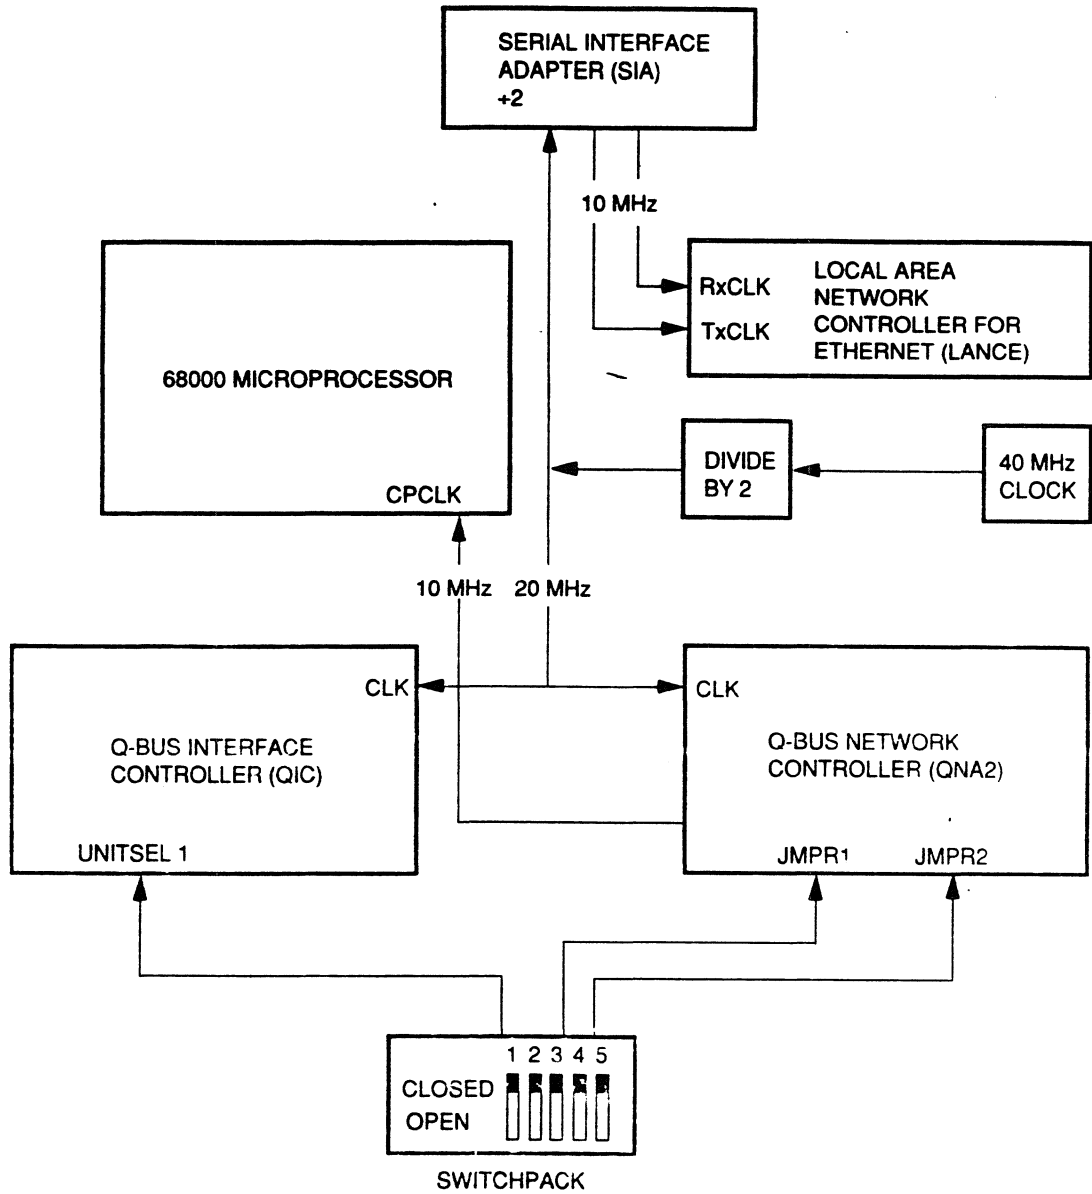 SERIAL INTERFACE
ADAPTER (SIA)
÷2
10 MHz
RxCLK
TxCLK
LOCAL AREA
NETWORK
CONTROLLER FOR
ETHERNET (LANCE)
68000 MICROPROCESSOR
CPCLK
DIVIDE
BY 2
40 MHz
CLOCK
10 MHz
20 MHz
CLK
Q-BUS INTERFACE
CONTROLLER (QIC)
UNITSEL 1
CLK
Q-BUS NETWORK
CONTROLLER (QNA2)
JMPR1
JMPR2
1 2 3 4 5
CLOSED
OPEN
SWITCHPACK